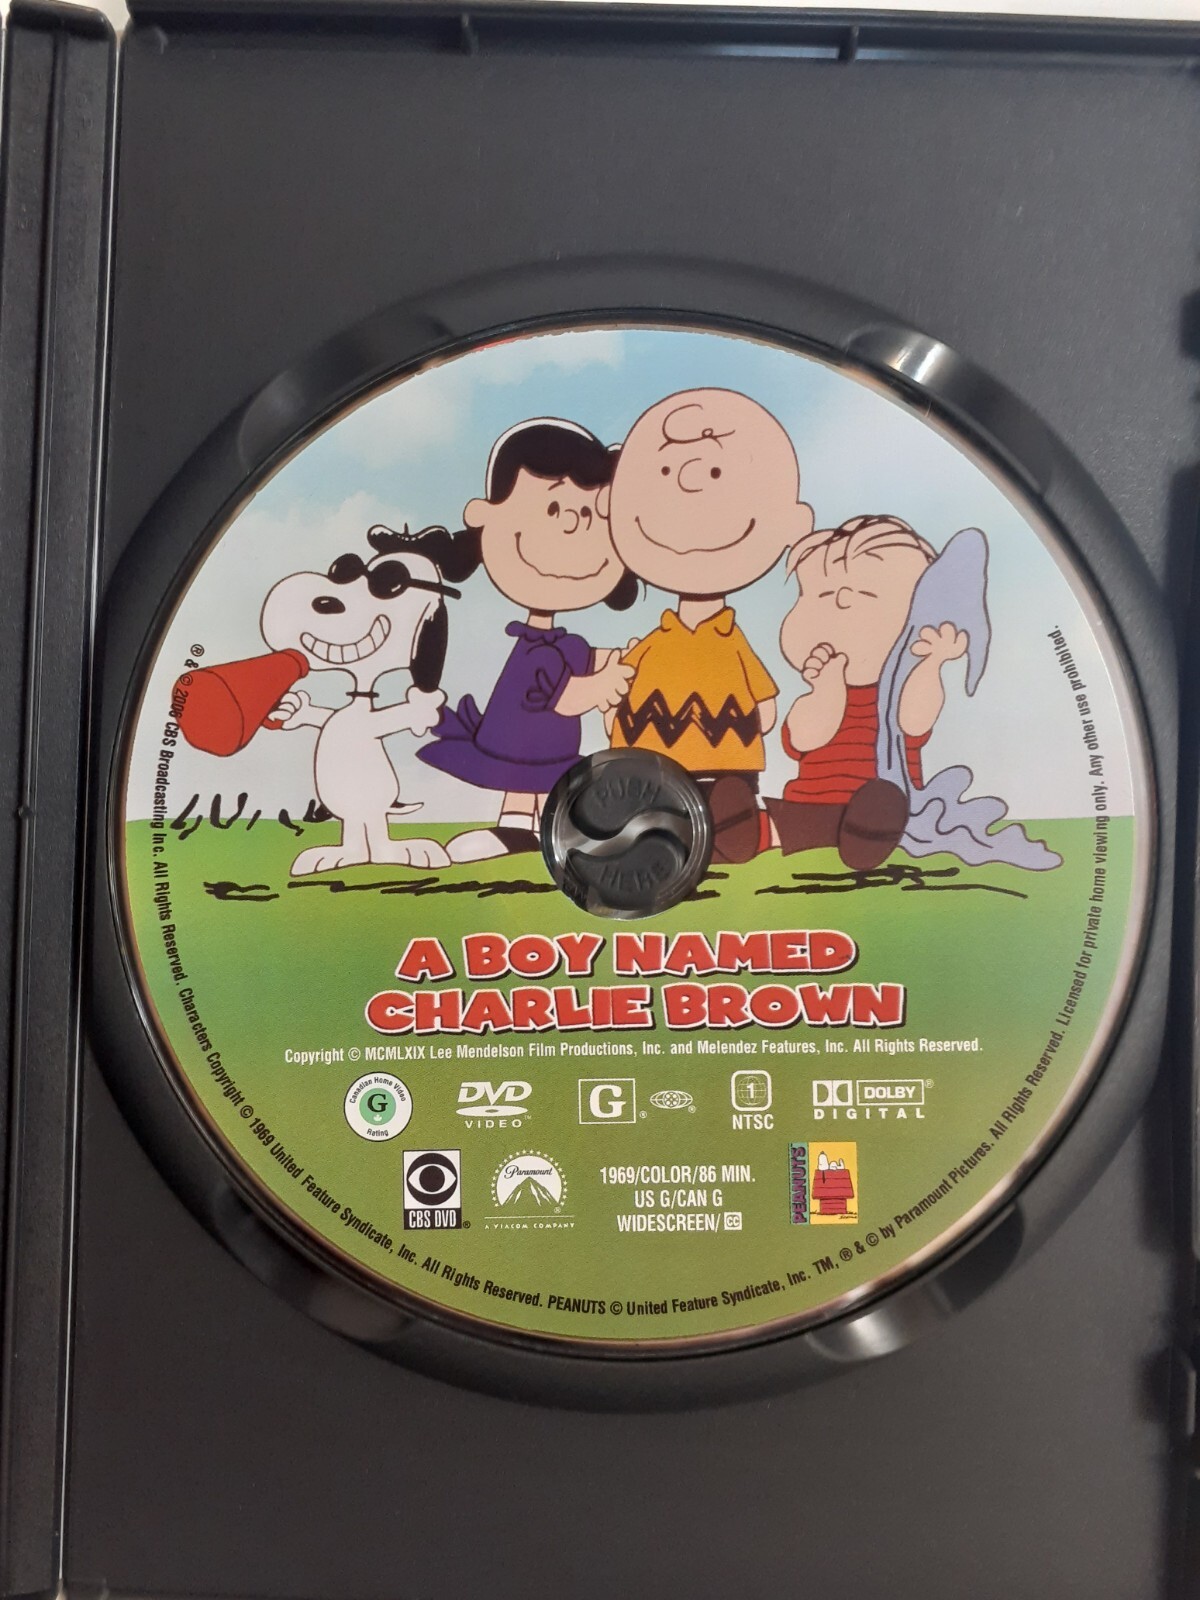 PUSH
HERE
A BOY NAMED
CHARLIE BROWN
Copyright © MCMLXIX Lee Mendelson Film Productions, Inc. and Melendez Features, Inc. All Rights Reserved.
Canadian Home Video
G
Rating
DVD
VIDEO™
G ® ®
1
NTSC
DOLBY®
DIGITAL
CBS DVD ®
Paramount ®
A VIACOM COMPANY
1969/COLOR/86 MIN.
US G/CAN G
WIDESCREEN/CC
PEANUTS
® & © 2006 CBS Broadcasting Inc. All Rights Reserved. Characters Copyright © 1969 United Feature Syndicate, Inc. All Rights Reserved. PEANUTS © United Feature Syndicate, Inc. TM, ® & © by Paramount Pictures. All Rights Reserved. Licensed for private home viewing only. Any other use prohibited.